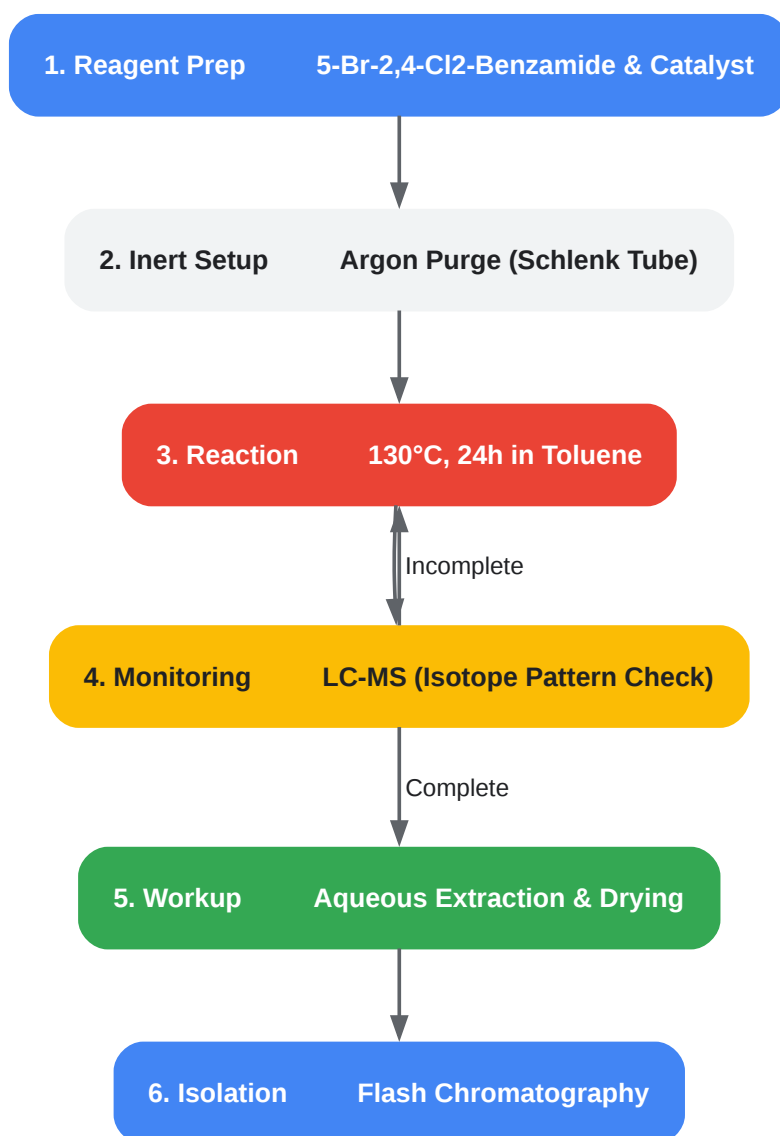 1. Reagent Prep 5-Br-2,4-Cl2-Benzamide & Catalyst
2. Inert Setup Argon Purge (Schlenk Tube)
3. Reaction 130°C, 24h in Toluene
Incomplete
4. Monitoring LC-MS (Isotope Pattern Check)
Complete
5. Workup Aqueous Extraction & Drying
6. Isolation Flash Chromatography